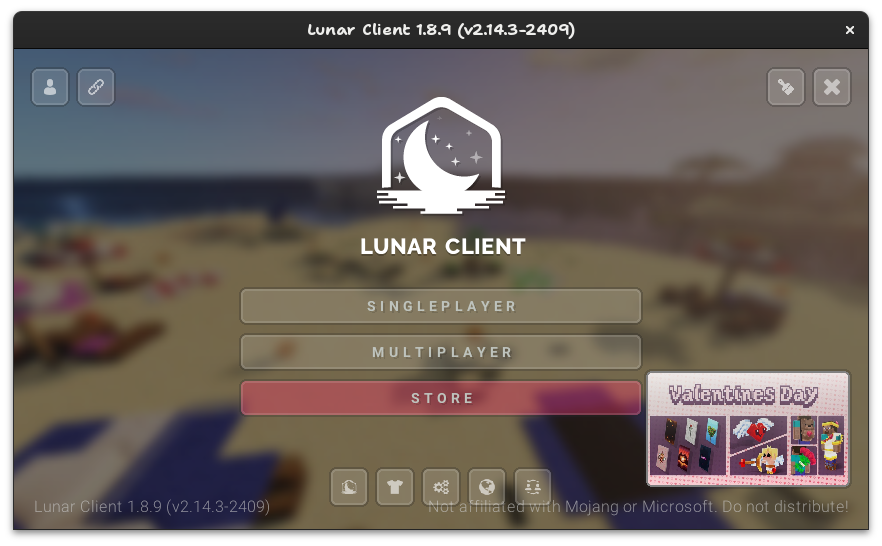 Lunar Client 1.8.9 (v2.14.3-2409)
LUNAR CLIENT
SINGLEPLAYER
MULTIPLAYER
STORE
Valentines Day
Lunar Client 1.8.9 (v2.14.3-2409)
Not affiliated with Mojang or Microsoft. Do not distribute!